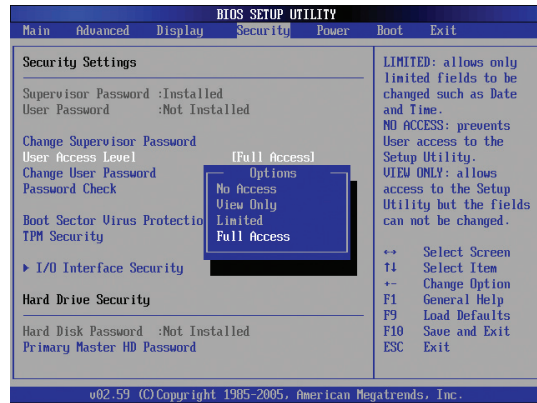 BIOS SETUP UTILITY
Main Advanced Display Security Power Boot Exit
Security Settings
Supervisor Password :Installed
User Password :Not Installed
Change Supervisor Password
User Access Level [Full Access]
Change User Password
Password Check
Boot Sector Virus Protectio
TPM Security
▶ I/O Interface Security
Hard Drive Security
Hard Disk Password :Not Installed
Primary Master HD Password
Options
No Access
View Only
Limited
Full Access
LIMITED: allows only
limited fields to be
changed such as Date
and Time.
NO ACCESS: prevents
User access to the
Setup Utility.
VIEW ONLY: allows
access to the Setup
Utility but the fields
can not be changed.
↔ Select Screen
↑↓ Select Item
+- Change Option
F1 General Help
F9 Load Defaults
F10 Save and Exit
ESC Exit
v02.59 (C)Copyright 1985-2005, American Megatrends, Inc.